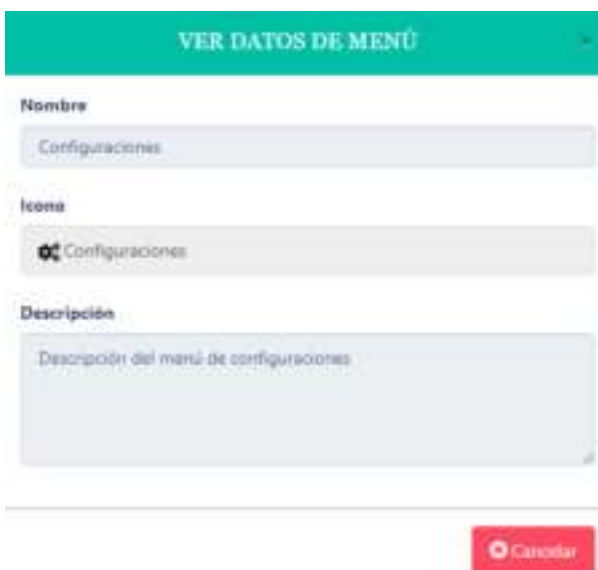 VER DATOS DE MENÚ
Nombre
Configuraciones
Icono
Configuraciones
Descripción
Descripción del menú de configuraciones
Cancelar